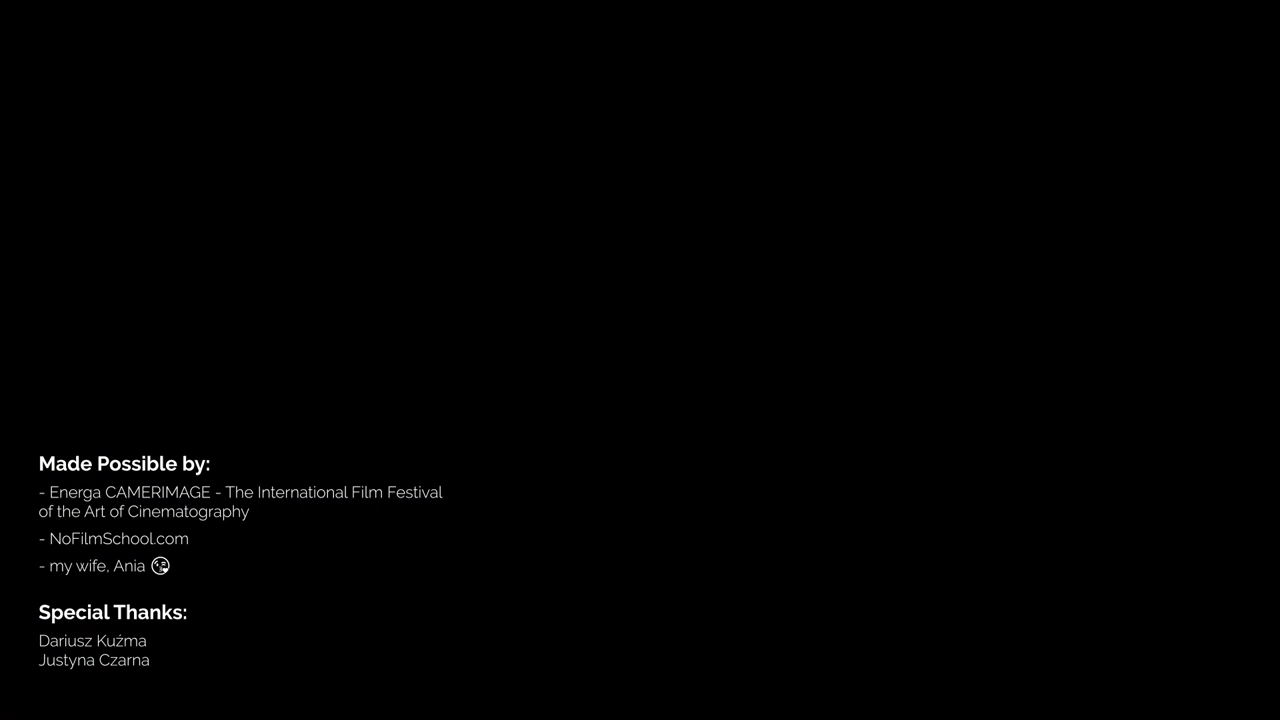 Made Possible by:
- Energa CAMERIMAGE - The International Film Festival
of the Art of Cinematography
- NoFilmSchool.com
- my wife, Ania 😘
Special Thanks:
Dariusz Kuźma
Justyna Czarna